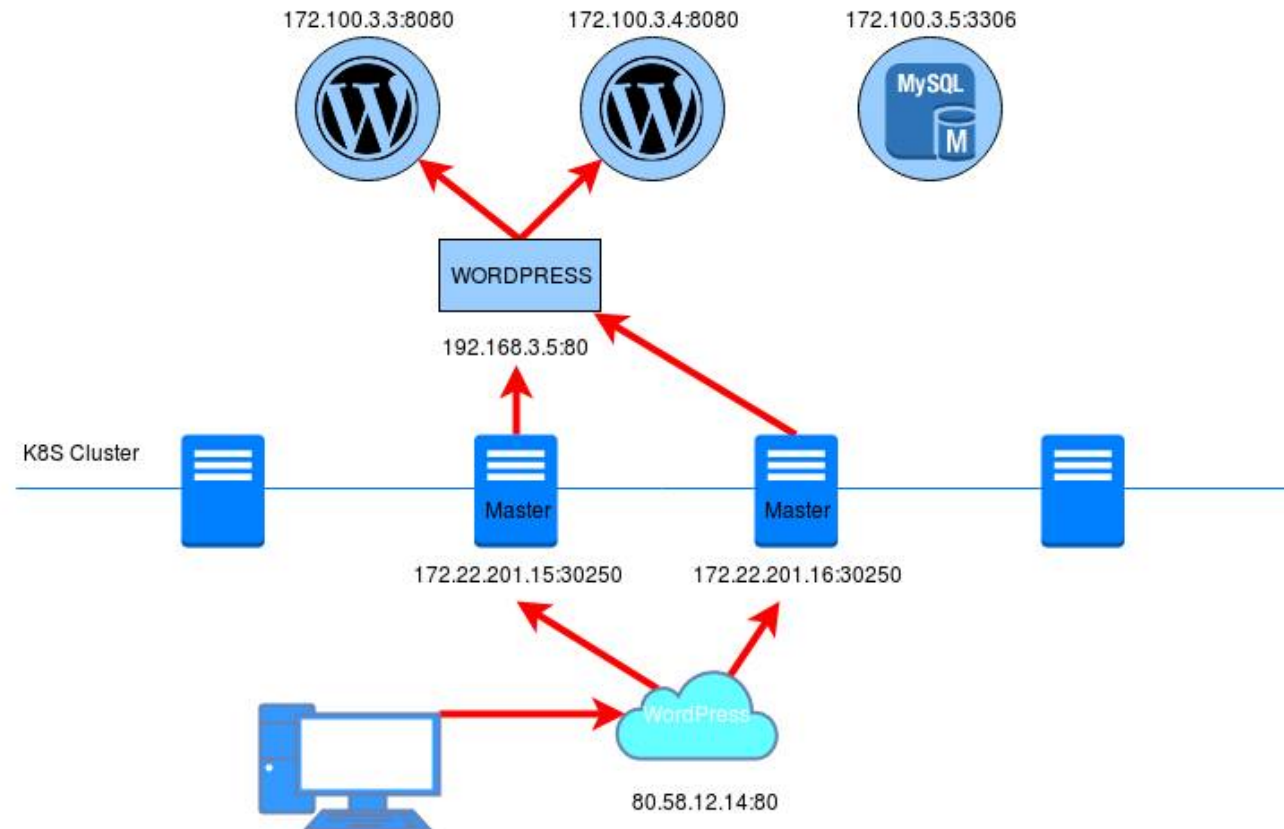 172.100.3.3:8080
172.100.3.4:8080
172.100.3.5:3306
W
W
MySQL
M
WORDPRESS
192.168.3.5:80
K8S Cluster
Master
Master
172.22.201.15:30250
172.22.201.16:30250
WordPress
80.58.12.14:80